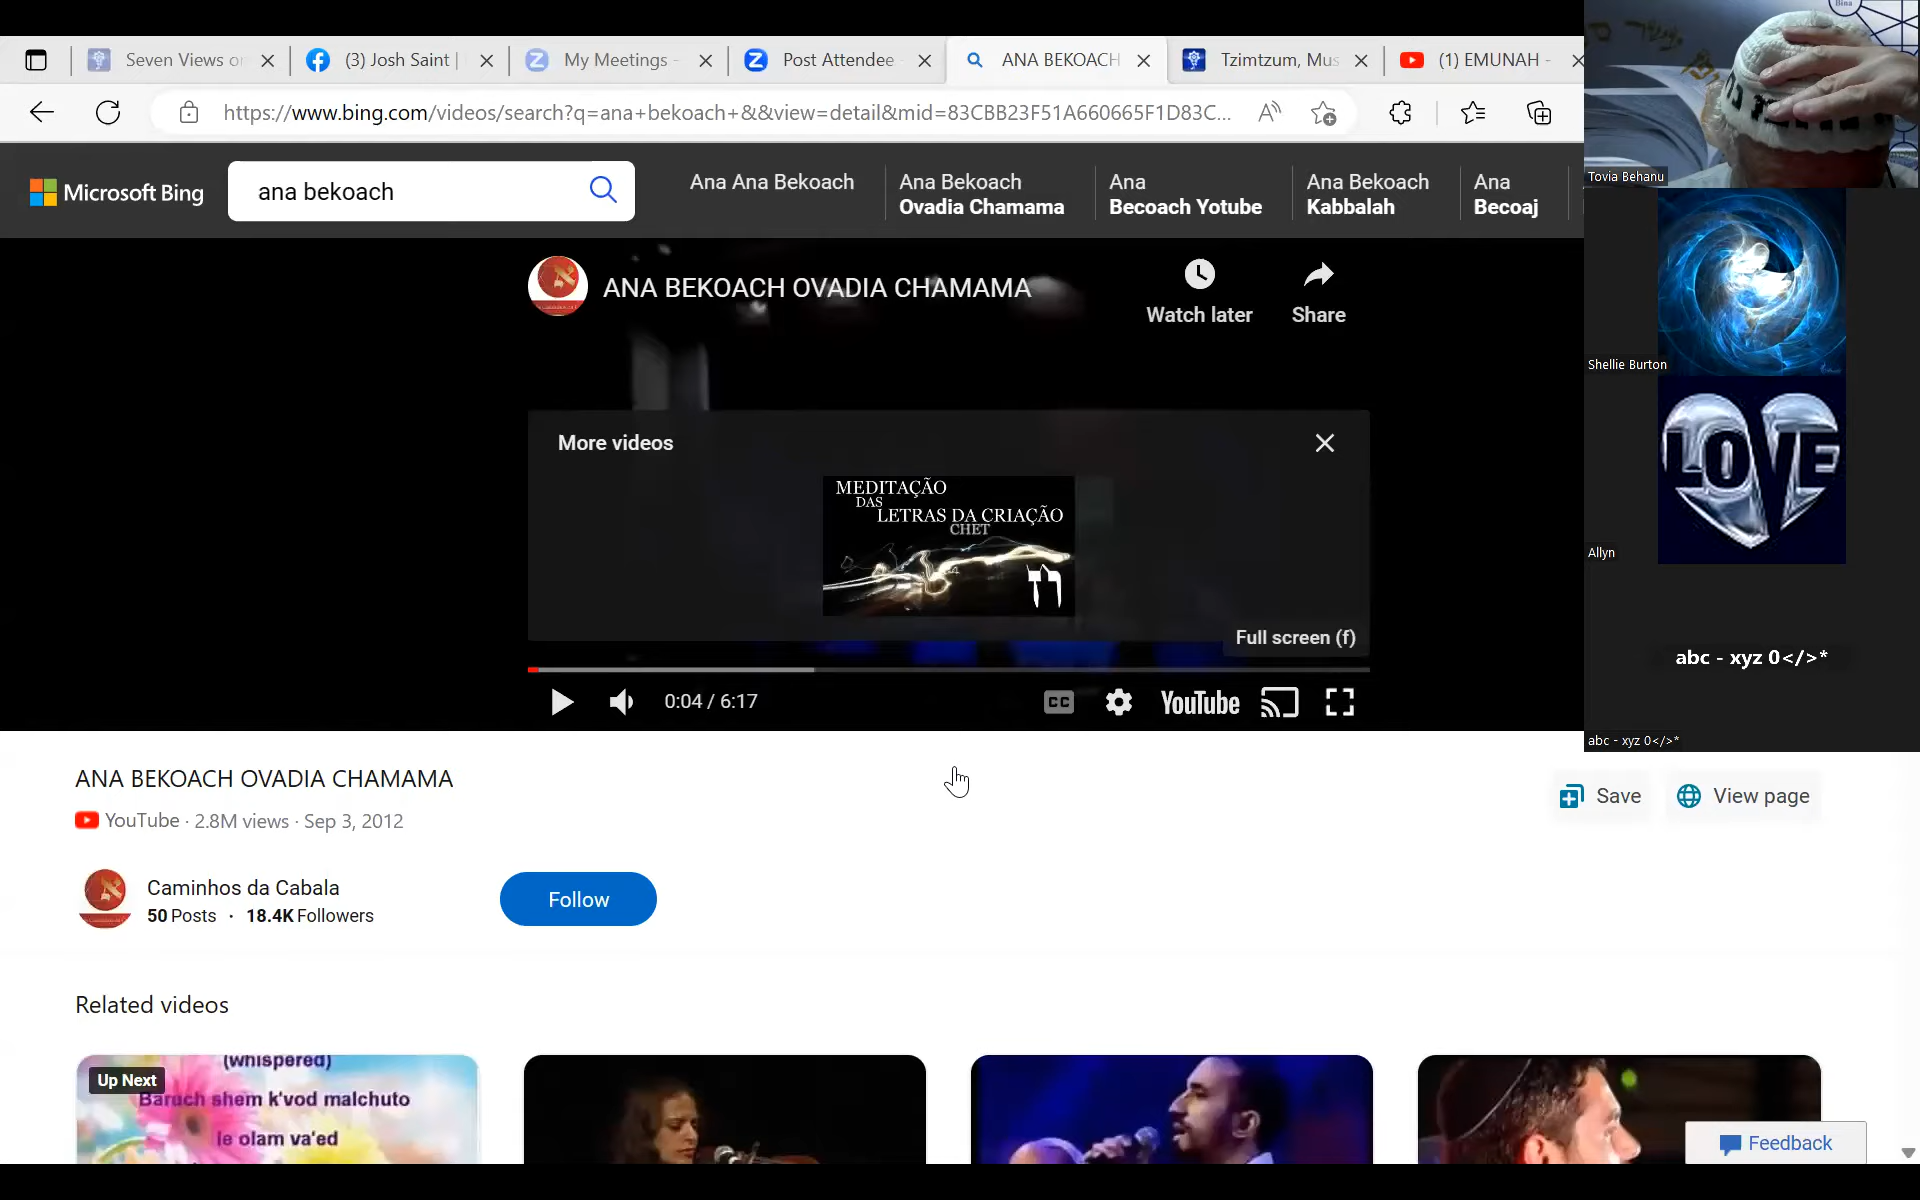 Seven Views o
(3) Josh Saint |
My Meetings -
Post Attendee -
ANA BEKOACH
Tzimtzum, Mus
(1) EMUNAH -
https://www.bing.com/videos/search?q=ana+bekoach+&&view=detail&mid=83CBB23F51A660665F1D83C...
Microsoft Bing
ana bekoach
Ana Ana Bekoach
Ana Bekoach
Ovadia Chamama
Ana
Becoach Yotube
Ana Bekoach
Kabbalah
Ana
Becoaj
ANA BEKOACH OVADIA CHAMAMA
Watch later
Share
More videos
MEDITAÇÃO
DAS
LETRAS DA CRIAÇÃO
CHET
Full screen (f)
0:04 / 6:17
CC
YouTube
Tovia Behanu
Shellie Burton
LOVE
Allyn
abc - xyz 0</>*
abc - xyz 0</>*
ANA BEKOACH OVADIA CHAMAMA
YouTube · 2.8M views · Sep 3, 2012
Save
View page
Caminhos da Cabala
50 Posts · 18.4K Followers
Follow
Related videos
Up Next
(whispered)
Baruch shem k'vod malchuto
le olam va'ed
Feedback